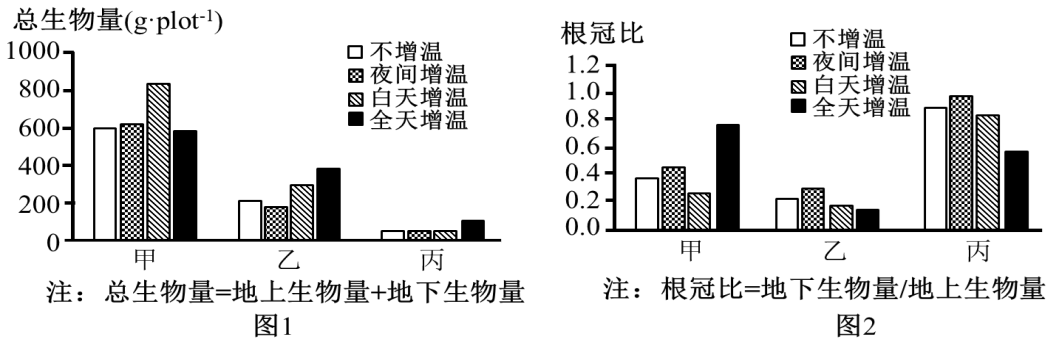 总生物量(g·plot⁻¹)
1000
800
600
400
200
0
不增温
夜间增温
白天增温
全天增温
甲
乙
丙
注：总生物量=地上生物量+地下生物量
图1
根冠比
1.2
1.0
0.8
0.6
0.4
0.2
0.0
不增温
夜间增温
白天增温
全天增温
甲
乙
丙
注：根冠比=地下生物量/地上生物量
图2